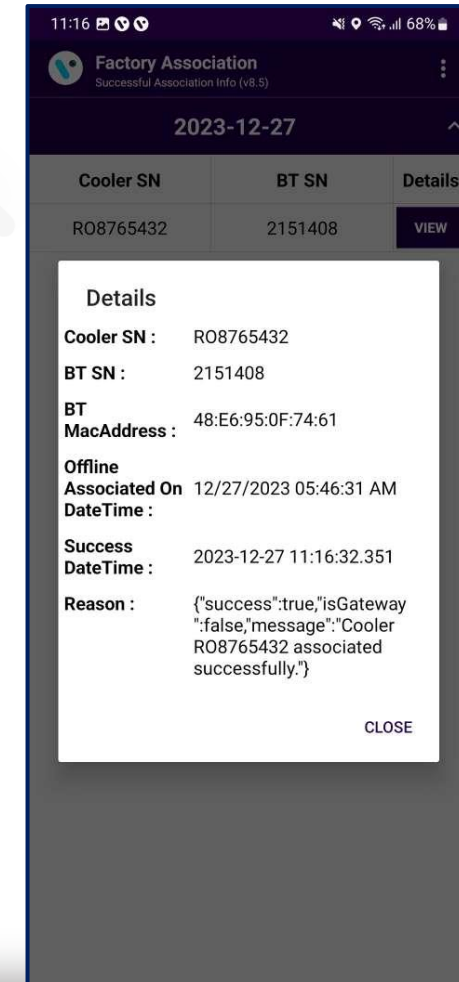 11:16
68%
Factory Association
Successful Association Info (v8.5)
2023-12-27
Cooler SN
BT SN
Details
RO8765432
2151408
VIEW
Details
Cooler SN :
RO8765432
BT SN :
2151408
BT
MacAddress :
48:E6:95:0F:74:61
Offline
Associated On
DateTime :
12/27/2023 05:46:31 AM
Success
DateTime :
2023-12-27 11:16:32.351
Reason :
{"success":true,"isGateway
":false,"message":"Cooler
RO8765432 associated
successfully."}
CLOSE